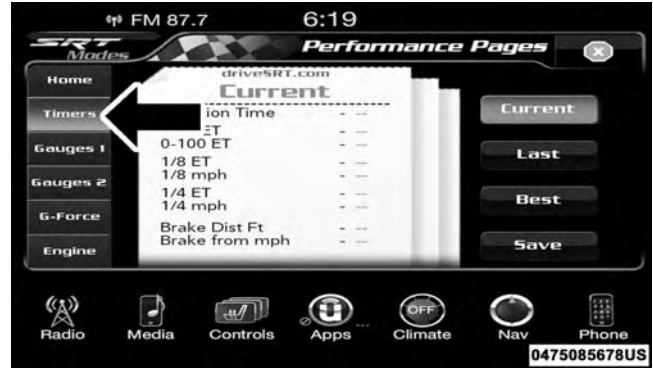 FM 87.7 6:19
SRT Modes
Performance Pages
Home
Timers
Gauges 1
Gauges 2
G-Force
Engine
driveSRT.com
Current
ion Time - --
ET - --
0-100 ET - --
1/8 ET - --
1/8 mph - --
1/4 ET - --
1/4 mph - --
Brake Dist Ft - --
Brake from mph - --
Current
Last
Best
Save
OFF
Radio Media Controls Apps ... Climate Nav Phone
0475085678US